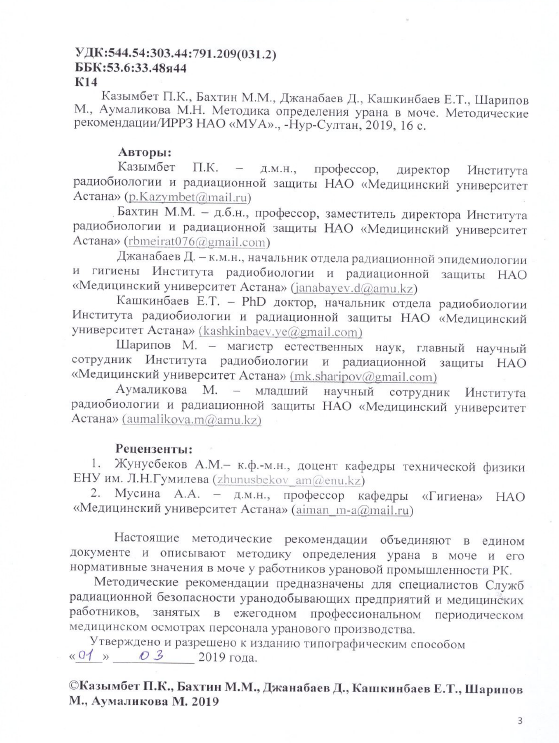 УДК:544.54:303.44:791.209(031.2)
ББК:53.6:33.48я44
К14
Казымбет П.К., Бахтин М.М., Джанабаев Д., Кашкинбаев Е.Т., Шарипов
М., Аумаликова М.Н. Методика определения урана в моче. Методические
рекомендации/ИРРЗ НАО «МУА»., -Нур-Султан, 2019, 16 с.
Авторы:
Казымбет П.К. – д.м.н., профессор, директор Института
радиобиологии и радиационной защиты НАО «Медицинский университет
Астана» (p.Kazymbet@mail.ru)
Бахтин М.М. – д.б.н., профессор, заместитель директора Института
радиобиологии и радиационной защиты НАО «Медицинский университет
Астана» (rbmeirat076@gmail.com)
Джанабаев Д. – к.м.н., начальник отдела радиационной эпидемиологии
и гигиены Института радиобиологии и радиационной защиты НАО
«Медицинский университет Астана» (janabayev.d@amu.kz)
Кашкинбаев Е.Т. – PhD доктор, начальник отдела радиобиологии
Института радиобиологии и радиационной защиты НАО «Медицинский
университет Астана» (kashkinbaev.ye@gmail.com)
Шарипов М. – магистр естественных наук, главный научный
сотрудник Института радиобиологии и радиационной защиты НАО
«Медицинский университет Астана» (mk.sharipov@gmail.com)
Аумаликова М. – младший научный сотрудник Института
радиобиологии и радиационной защиты НАО «Медицинский университет
Астана» (aumalikova.m@amu.kz)
Рецензенты:
1. Жунусбеков А.М.– к.ф.-м.н., доцент кафедры технической физики
ЕНУ им. Л.Н.Гумилева (zhunusbekov_am@enu.kz)
2. Мусина А.А. – д.м.н., профессор кафедры «Гигиена» НАО
«Медицинский университет Астана» (aiman_m-a@mail.ru)
Настоящие методические рекомендации объединяют в едином
документе и описывают методику определения урана в моче и его
нормативные значения в моче у работников урановой промышленности РК.
Методические рекомендации предназначены для специалистов Служб
радиационной безопасности уранодобывающих предприятий и медицинских
работников, занятых в ежегодном профессиональном периодическом
медицинском осмотрах персонала уранового производства.
Утверждено и разрешено к изданию типографическим способом
«01» 03 2019 года.
©Казымбет П.К., Бахтин М.М., Джанабаев Д., Кашкинбаев Е.Т., Шарипов
М., Аумаликова М. 2019
3